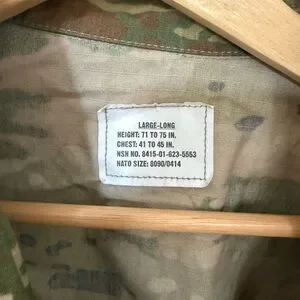 LARGE-LONG
HEIGHT: 71 TO 75 IN.
CHEST: 41 TO 45 IN.
NSN NO. 8415-01-623-5553
NATO SIZE: 8090/0414